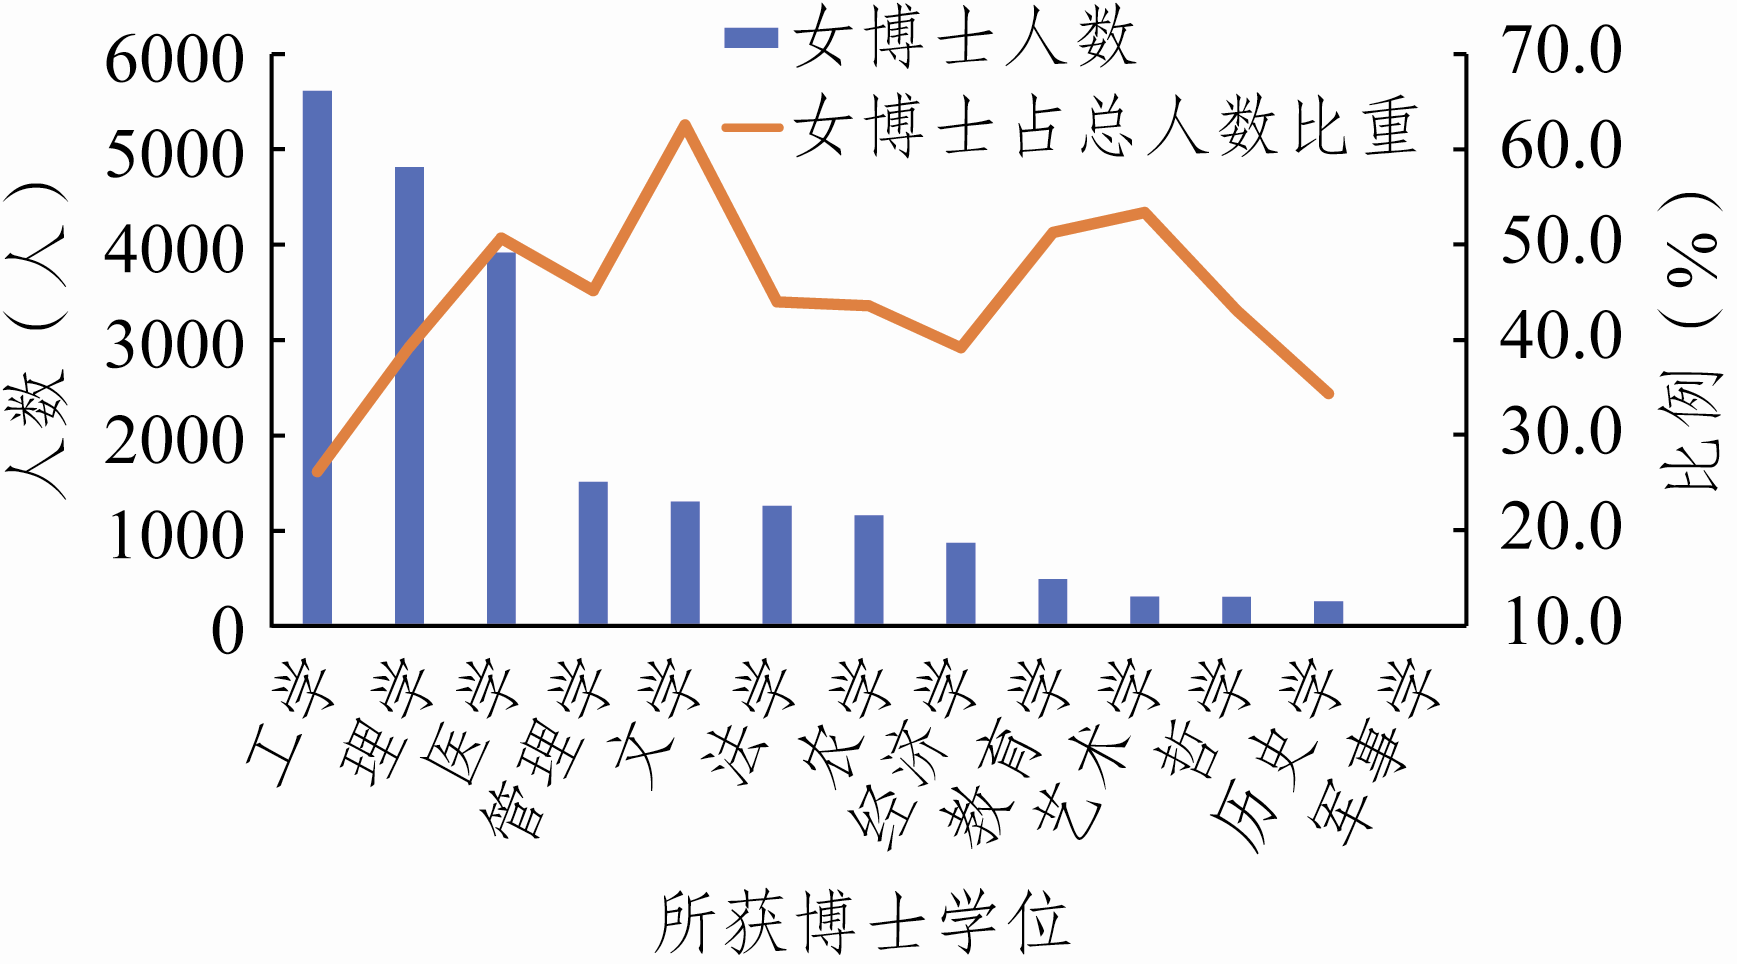 女博士人数
女博士占总人数比重
人数（人）
6000
5000
4000
3000
2000
1000
0
70.0
60.0
50.0
40.0
30.0
20.0
10.0
比例（%）
工学
理学
医学
管理学
文学
法学
农学
经济学
教育学
艺术学
哲学
历史学
军事学
所获博士学位